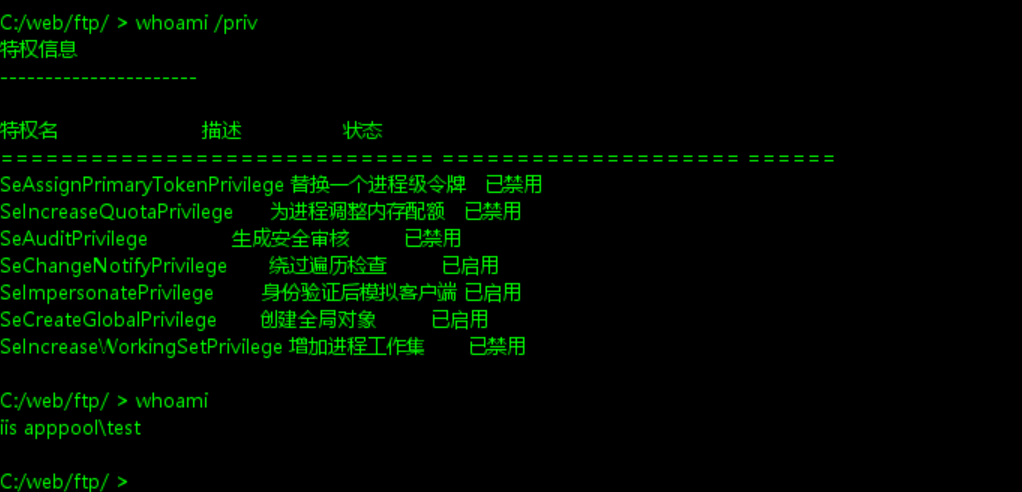 C:/web/ftp/ > whoami /priv
特权信息
----------------------
特权名 描述 状态
============================= ==================== ======
SeAssignPrimaryTokenPrivilege 替换一个进程级令牌 已禁用
SeIncreaseQuotaPrivilege 为进程调整内存配额 已禁用
SeAuditPrivilege 生成安全审核 已禁用
SeChangeNotifyPrivilege 绕过遍历检查 已启用
SeImpersonatePrivilege 身份验证后模拟客户端 已启用
SeCreateGlobalPrivilege 创建全局对象 已启用
SeIncreaseWorkingSetPrivilege 增加进程工作集 已禁用
C:/web/ftp/ > whoami
iis apppool\test
C:/web/ftp/ >